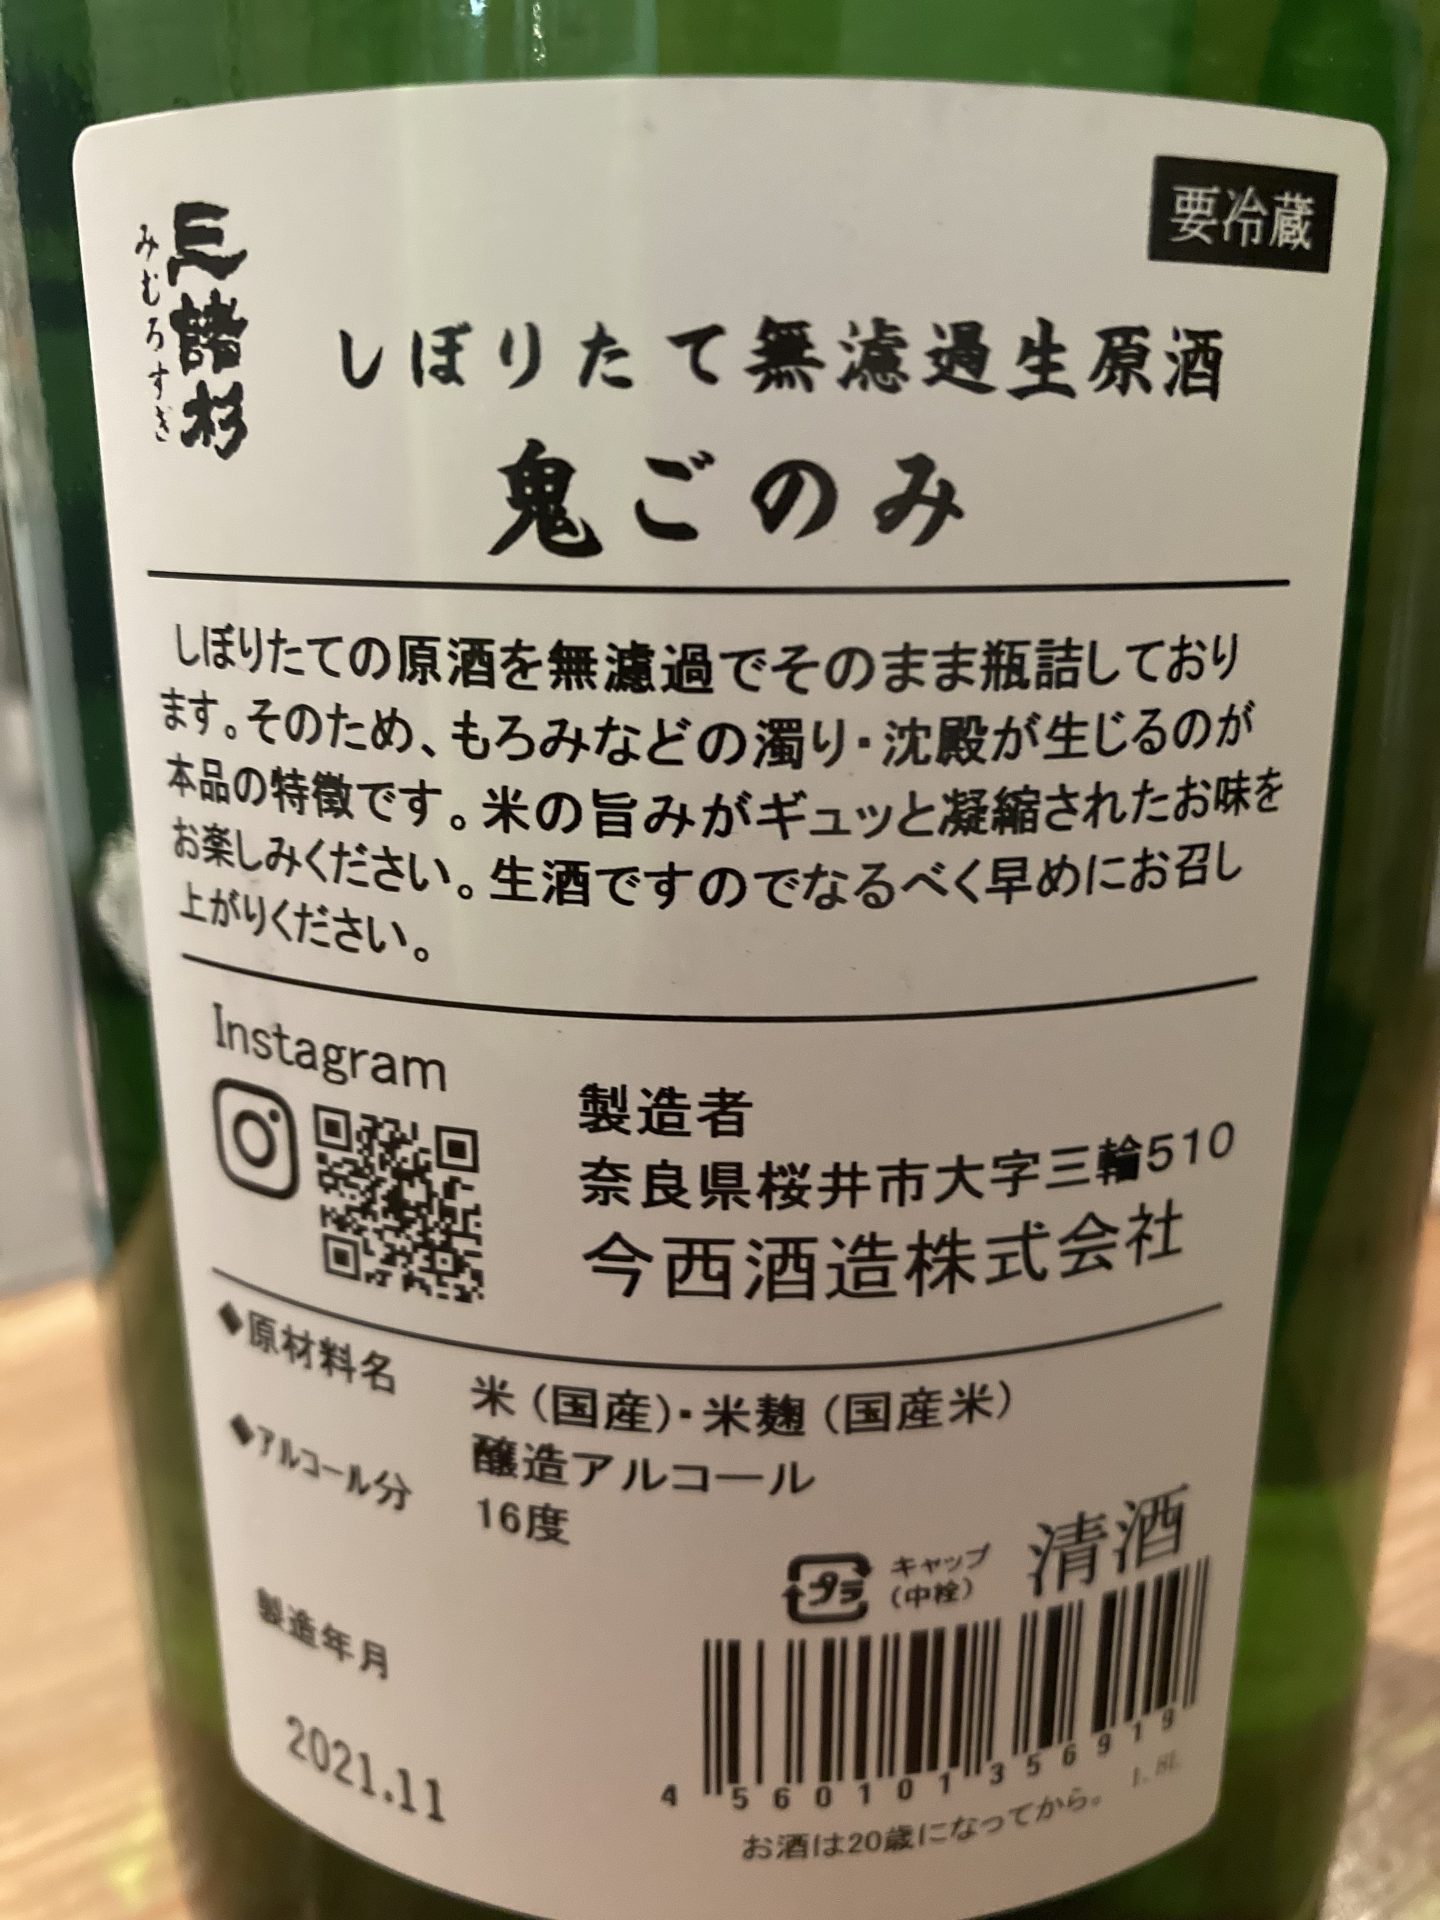 要冷蔵
三諸杉
みむろすぎ
しぼりたて無濾過生原酒
鬼ごのみ
しぼりたての原酒を無濾過でそのまま瓶詰しており
ます。そのため、もろみなどの濁り・沈殿が生じるのが
本品の特徴です。米の旨みがギュッと凝縮されたお味を
お楽しみください。生酒ですのでなるべく早めにお召し
上がりください。
Instagram
製造者
奈良県桜井市大字三輪510
今西酒造株式会社
◆原材料名 米(国産)・米麹(国産米)
醸造アルコール
◆アルコール分 16度
清酒
プラ
キャップ
(中栓)
製造年月
2021.11
4560101356919
1.8L
お酒は20歳になってから。